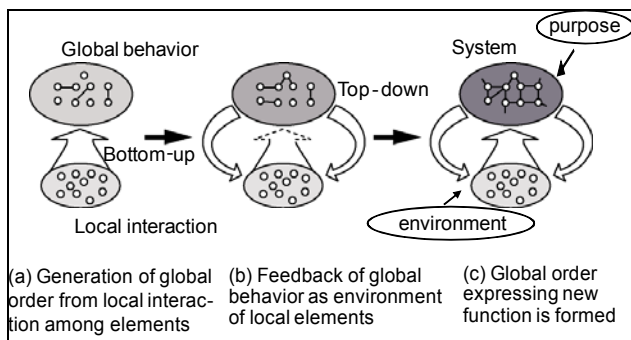 purpose
Global behavior
System
Top-down
Bottom-up
Local interaction
environment
(a) Generation of global
order from local interac-
tion among elements
(b) Feedback of global
behavior as environment
of local elements
(c) Global order
expressing new
function is formed